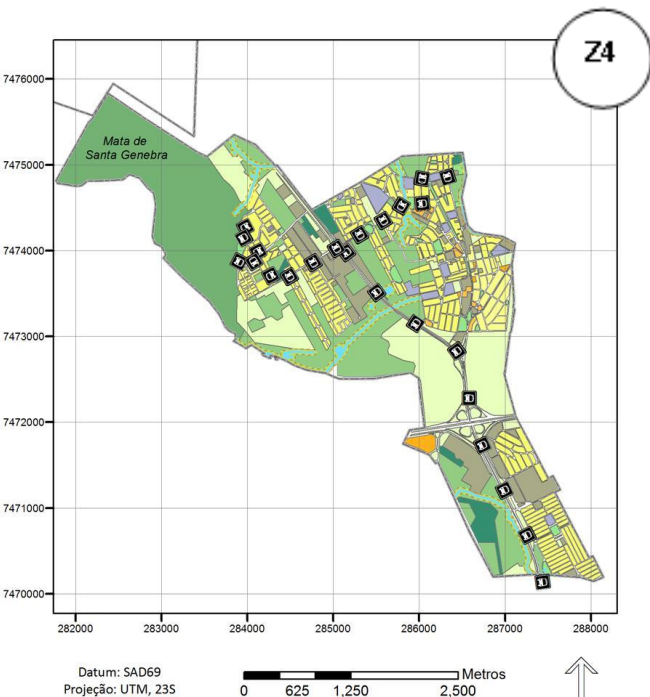 Z4
7476000
Mata de
Santa Genebra
7475000
7474000
7473000
7472000
7471000
7470000
282000 283000 284000 285000 286000 287000 288000
Datum: SAD69
Projeção: UTM, 23S
Metros
0 625 1,250 2,500